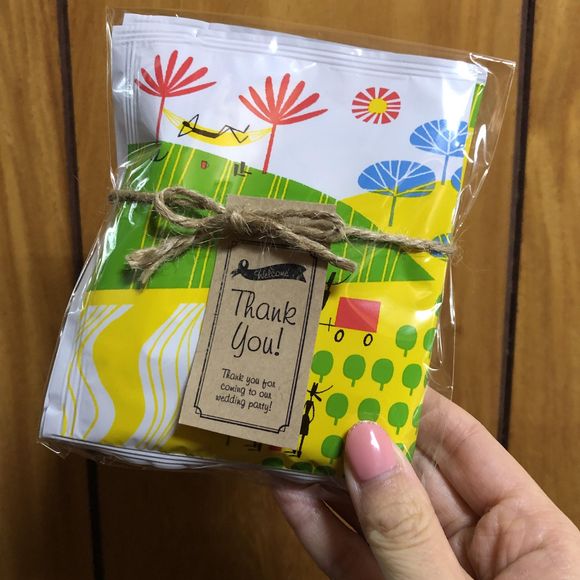 Welcome
Thank
You!
Thank you for
coming to our
wedding party!